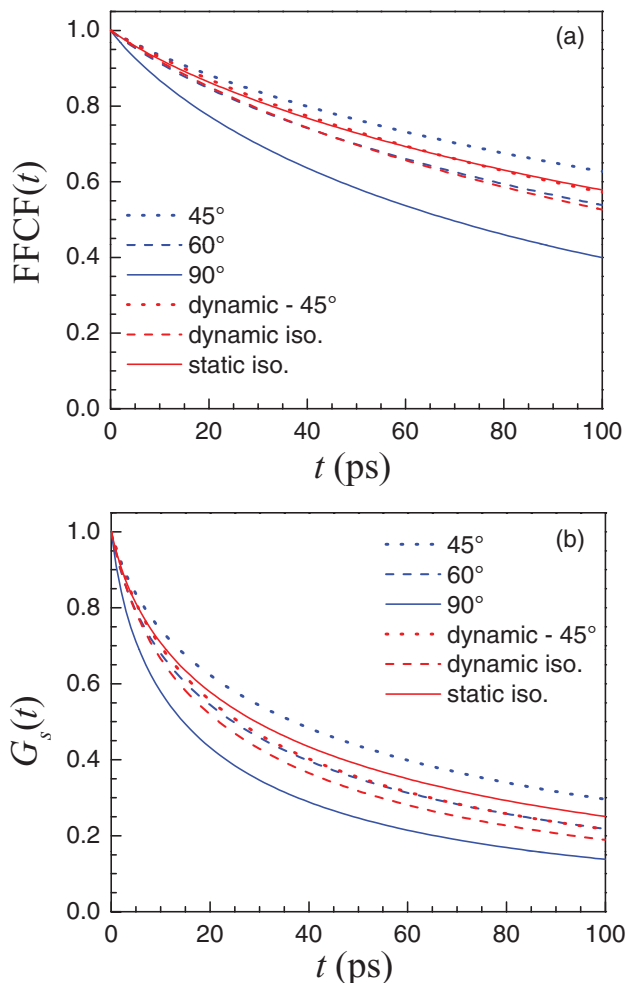 1.0
(a)
0.8
0.6
FFCF(t)
45°
60°
0.4
90°
dynamic - 45°
0.2
dynamic iso.
static iso.
0.0
0
20
40
60
80
100
t (ps)
1.0
(b)
45°
60°
0.8
90°
dynamic - 45°
0.6
dynamic iso.
static iso.
Gs(t)
0.4
0.2
0.0
0
20
40
60
80
100
t (ps)